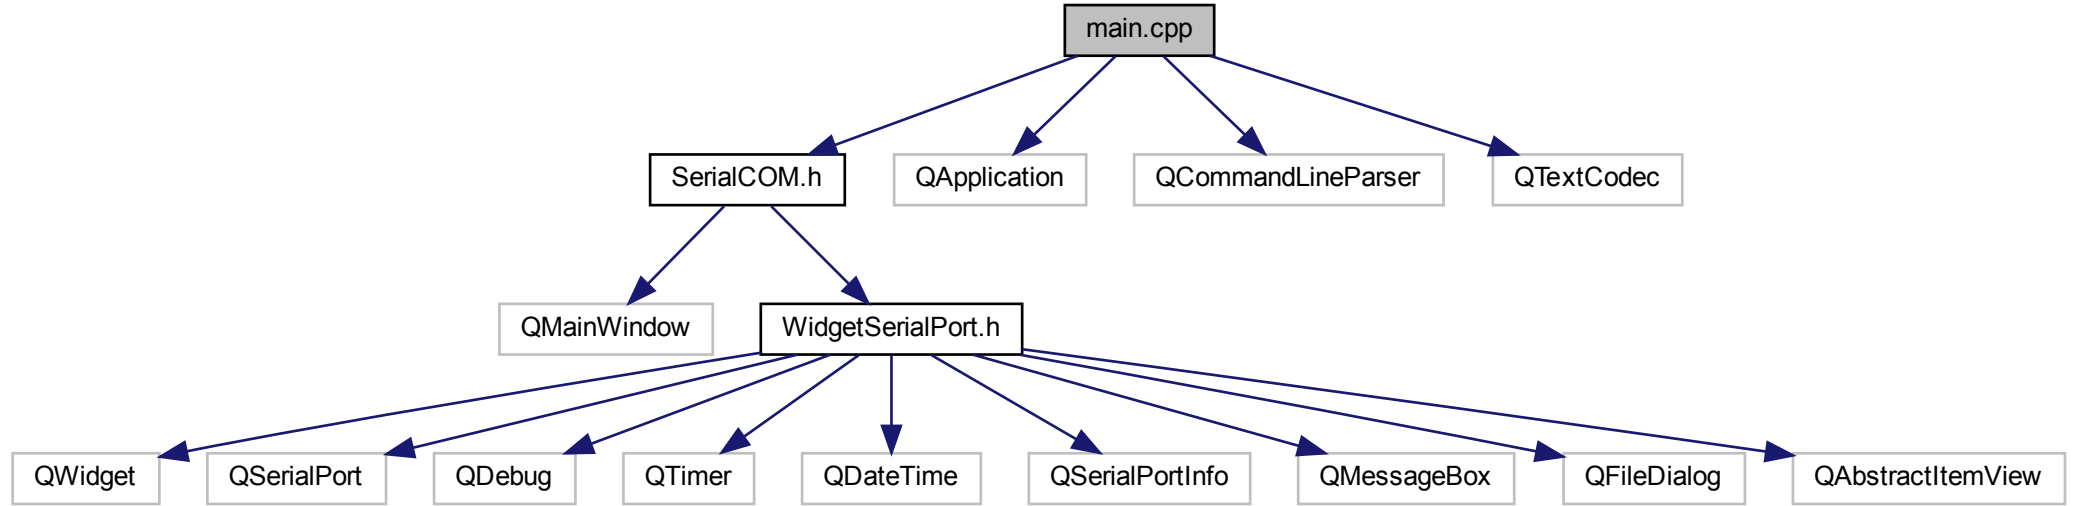 main.cpp
SerialCOM.h
QApplication
QCommandLineParser
QTextCodec
QMainWindow
WidgetSerialPort.h
QWidget
QSerialPort
QDebug
QTimer
QDateTime
QSerialPortInfo
QMessageBox
QFileDialog
QAbstractItemView